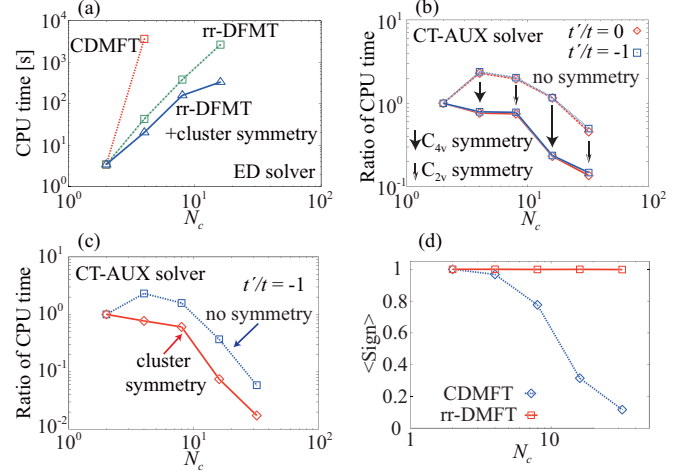 (a)
CPU time [s]
10^4
10^3
10^2
10^1
10^0
CDMFT
rr-DFMT
rr-DFMT
+cluster symmetry
ED solver
10^0
10^1
10^2
N_c
(b)
Ratio of CPU time
10^1
10^0
10^-1
CT-AUX solver
t´/t = 0
t´/t = -1
no symmetry
C_4v symmetry
C_2v symmetry
10^0
10^1
10^2
N_c
(c)
Ratio of CPU time
10^1
10^0
10^-1
10^-2
CT-AUX solver
t´/t = -1
no symmetry
cluster
symmetry
10^0
10^1
10^2
N_c
(d)
<Sign>
1
0.8
0.6
0.4
0.2
0
CDMFT
rr-DMFT
1
10
N_c